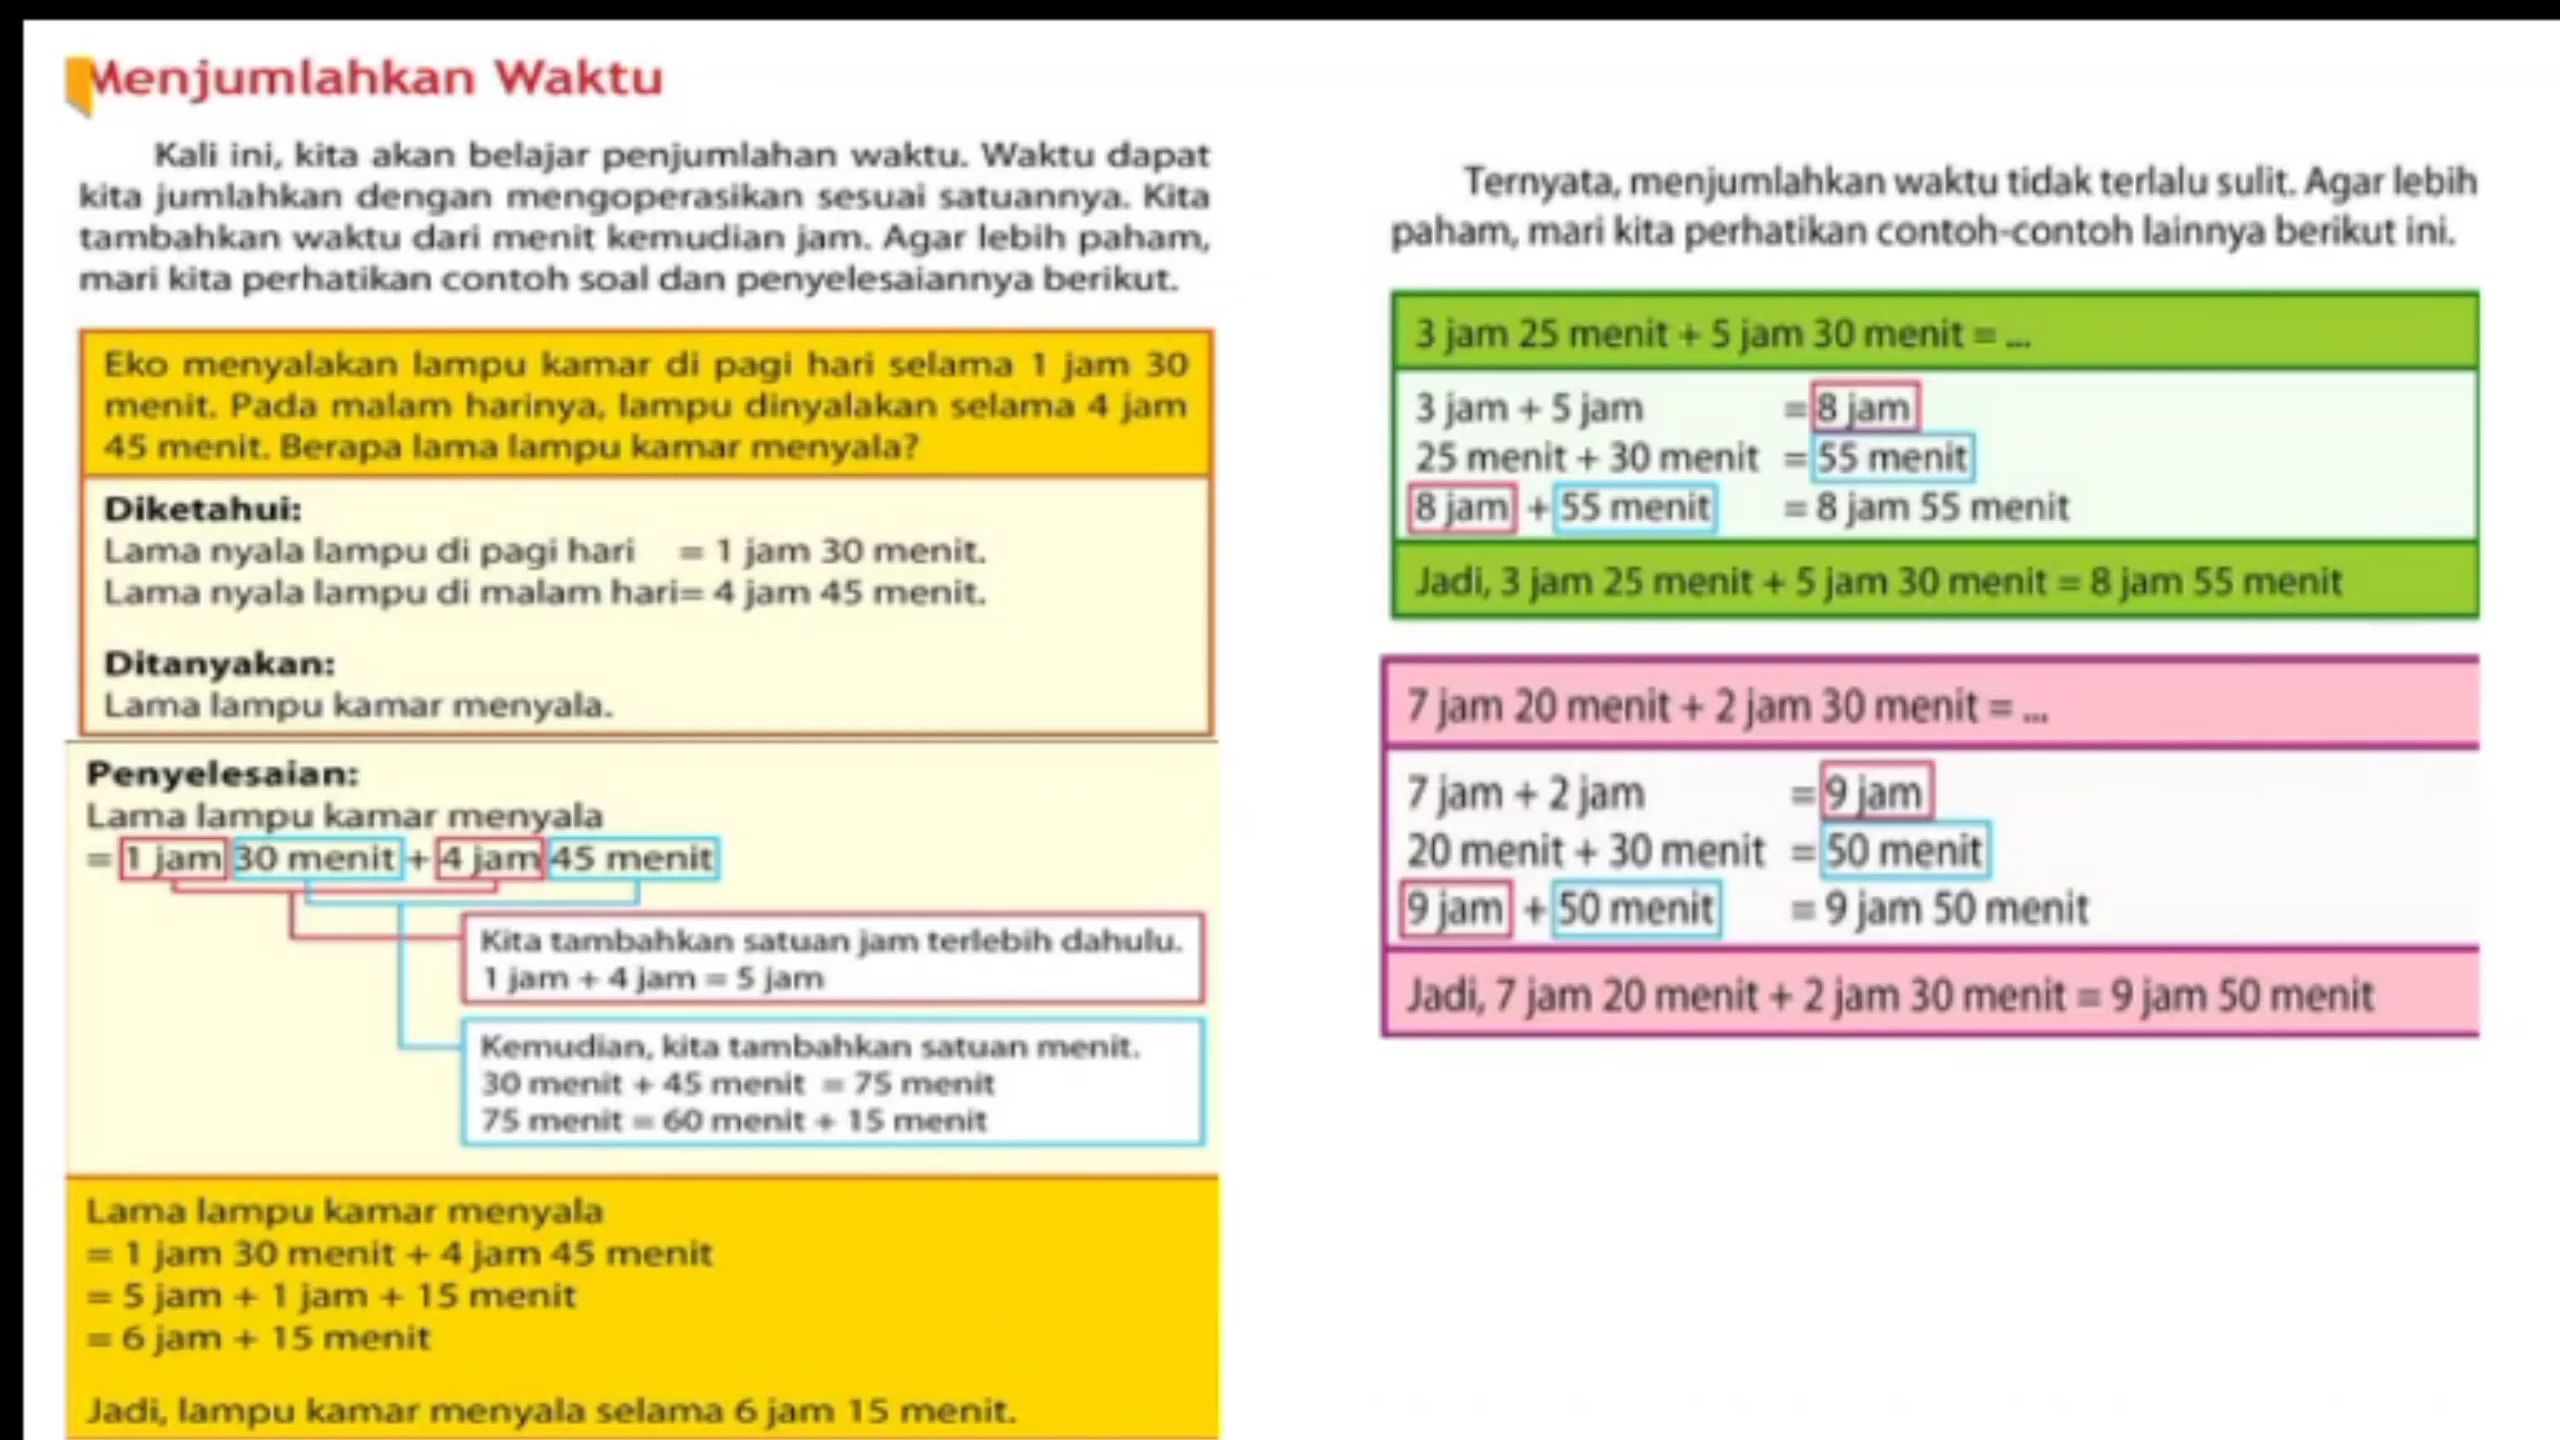 Menjumlahkan Waktu
Kali ini, kita akan belajar penjumlahan waktu. Waktu dapat
kita jumlahkan dengan mengoperasikan sesuai satuannya. Kita
tambahkan waktu dari menit kemudian jam. Agar lebih paham,
mari kita perhatikan contoh soal dan penyelesaiannya berikut.
Eko menyalakan lampu kamar di pagi hari selama 1 jam 30
menit. Pada malam harinya, lampu dinyalakan selama 4 jam
45 menit. Berapa lama lampu kamar menyala?
Diketahui:
Lama nyala lampu di pagi hari = 1 jam 30 menit.
Lama nyala lampu di malam hari= 4 jam 45 menit.
Ditanyakan:
Lama lampu kamar menyala.
Penyelesaian:
Lama lampu kamar menyala
= 1 jam 30 menit + 4 jam 45 menit
Kita tambahkan satuan jam terlebih dahulu.
1 jam + 4 jam = 5 jam
Kemudian, kita tambahkan satuan menit.
30 menit + 45 menit = 75 menit
75 menit = 60 menit + 15 menit
Lama lampu kamar menyala
= 1 jam 30 menit + 4 jam 45 menit
= 5 jam + 1 jam + 15 menit
= 6 jam + 15 menit
Jadi, lampu kamar menyala selama 6 jam 15 menit.
Ternyata, menjumlahkan waktu tidak terlalu sulit. Agar lebih
paham, mari kita perhatikan contoh-contoh lainnya berikut ini.
3 jam 25 menit + 5 jam 30 menit = ...
3 jam + 5 jam = 8 jam
25 menit + 30 menit = 55 menit
8 jam + 55 menit = 8 jam 55 menit
Jadi, 3 jam 25 menit + 5 jam 30 menit = 8 jam 55 menit
7 jam 20 menit + 2 jam 30 menit = ...
7 jam + 2 jam = 9 jam
20 menit + 30 menit = 50 menit
9 jam + 50 menit = 9 jam 50 menit
Jadi, 7 jam 20 menit + 2 jam 30 menit = 9 jam 50 menit